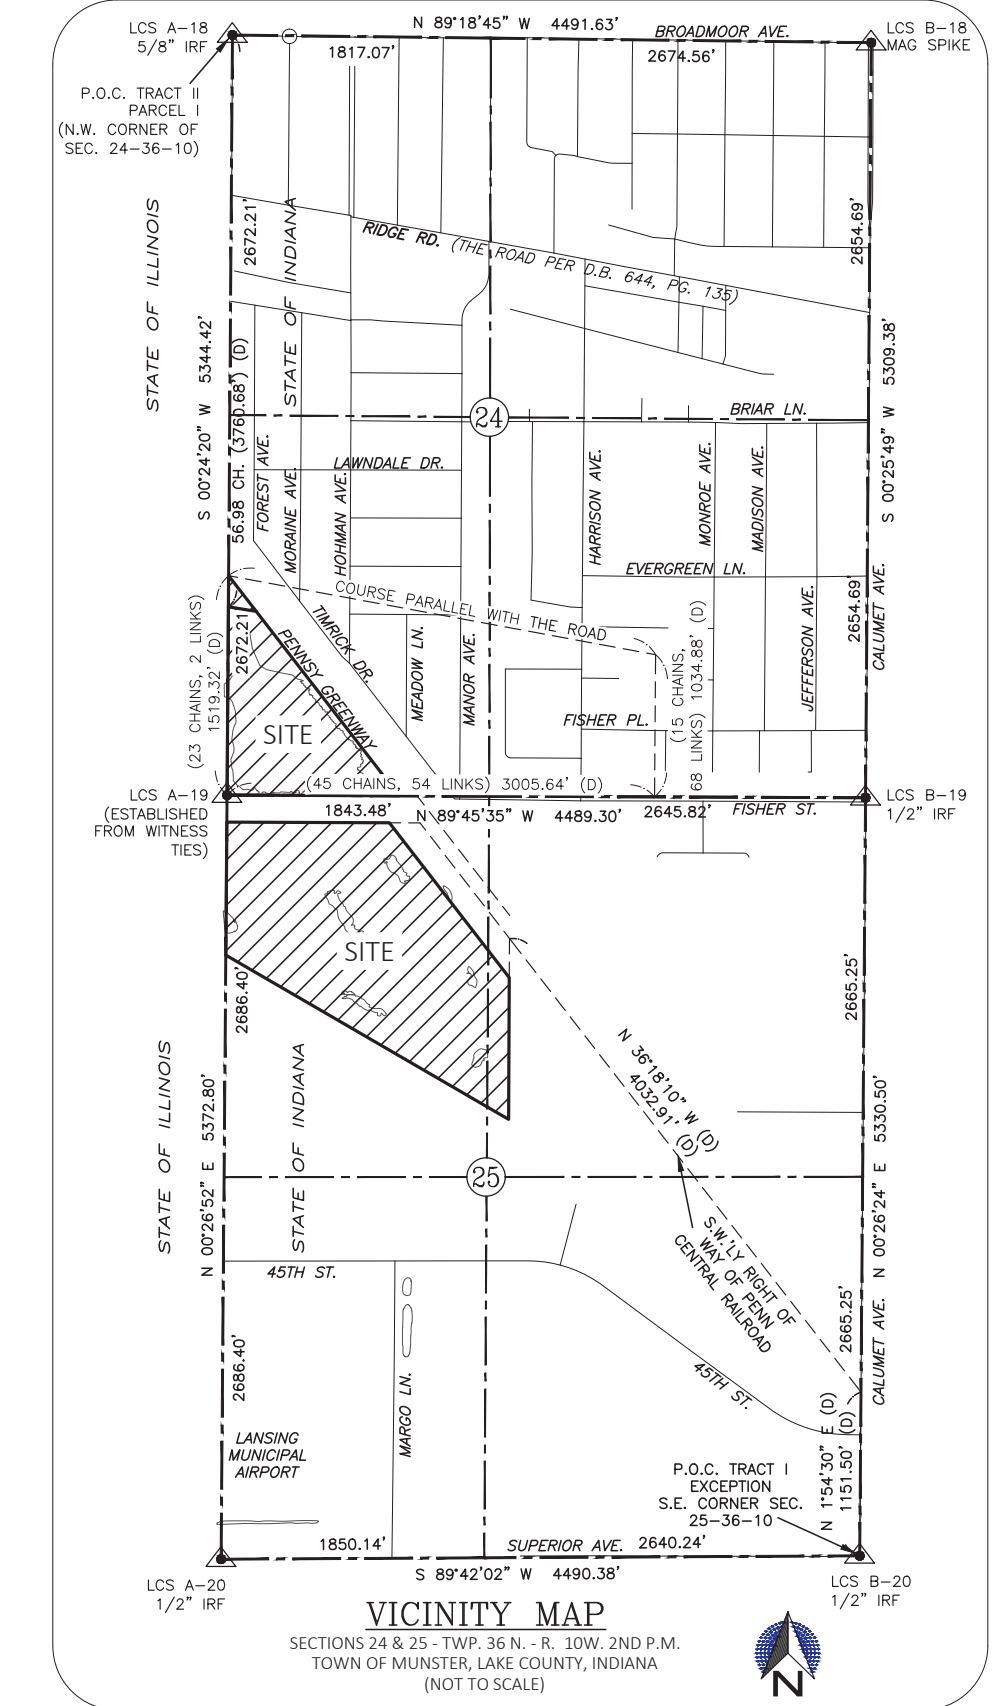 LCS A-18
5/8" IRF
N 89°18'45" W 4491.63'
BROADMOOR AVE.
LCS B-18
MAG SPIKE
1817.07'
2674.56'
P.O.C. TRACT II
PARCEL I
(N.W. CORNER OF
SEC. 24-36-10)
STATE OF ILLINOIS
2672.21'
STATE OF INDIANA
RIDGE RD. (THE ROAD PER D.B. 644, PG. 135)
2654.69'
S 00°24'20" W 5344.42'
56.98 CH. (3760.68') (D)
S 00°25'49" W 5309.38'
24
BRIAR LN.
FOREST AVE.
MORAINE AVE.
HOHMAN AVE.
LAWNDALE DR.
HARRISON AVE.
MONROE AVE.
MADISON AVE.
EVERGREEN LN.
CALUMET AVE.
2654.69'
JEFFERSON AVE.
COURSE PARALLEL WITH THE ROAD
TIMRICK DR.
PENNSY GREENWAY
MEADOW LN.
MANOR AVE.
(23 CHAINS, 2 LINKS)
1519.32' (D)
2672.21
SITE
FISHER PL.
(15 CHAINS,
68 LINKS) 1034.88' (D)
(45 CHAINS, 54 LINKS) 3005.64' (D)
LCS A-19
(ESTABLISHED
FROM WITNESS
TIES)
1843.48'
N 89°45'35" W 4489.30'
2645.82'
FISHER ST.
LCS B-19
1/2" IRF
SITE
2686.40'
2665.25'
STATE OF ILLINOIS
N 00°26'52" E 5372.80'
STATE OF INDIANA
N 36°18'10" W (D)
4032.91' (D)
N 00°26'24" E 5330.50'
25
S.W.'LY RIGHT OF
WAY OF PENN
CENTRAL RAILROAD
45TH ST.
2665.25'
CALUMET AVE.
2686.40'
MARGO LN.
45TH ST.
LANSING
MUNICIPAL
AIRPORT
N 1°54'30" E (D)
1151.50' (D)
P.O.C. TRACT I
EXCEPTION
S.E. CORNER SEC.
25-36-10
1850.14'
SUPERIOR AVE.
2640.24'
S 89°42'02" W 4490.38'
LCS A-20
1/2" IRF
LCS B-20
1/2" IRF
VICINITY MAP
SECTIONS 24 & 25 - TWP. 36 N. - R. 10W. 2ND P.M.
TOWN OF MUNSTER, LAKE COUNTY, INDIANA
(NOT TO SCALE)
N